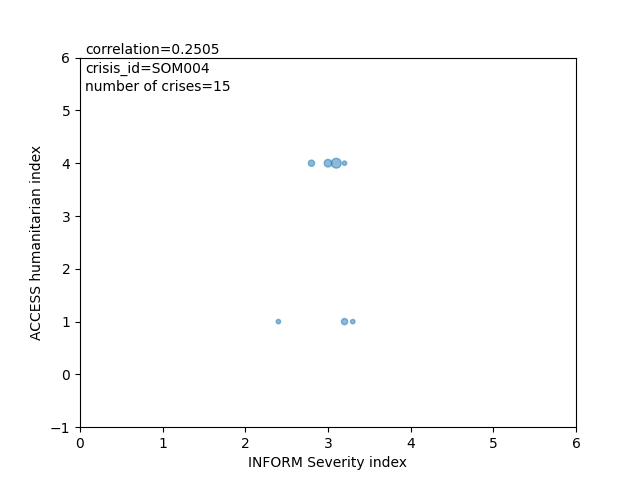 correlation=0.2505
crisis_id=SOM004
number of crises=15
6
5
4
3
2
1
0
−1
ACCESS humanitarian index
0 1 2 3 4 5 6
INFORM Severity index